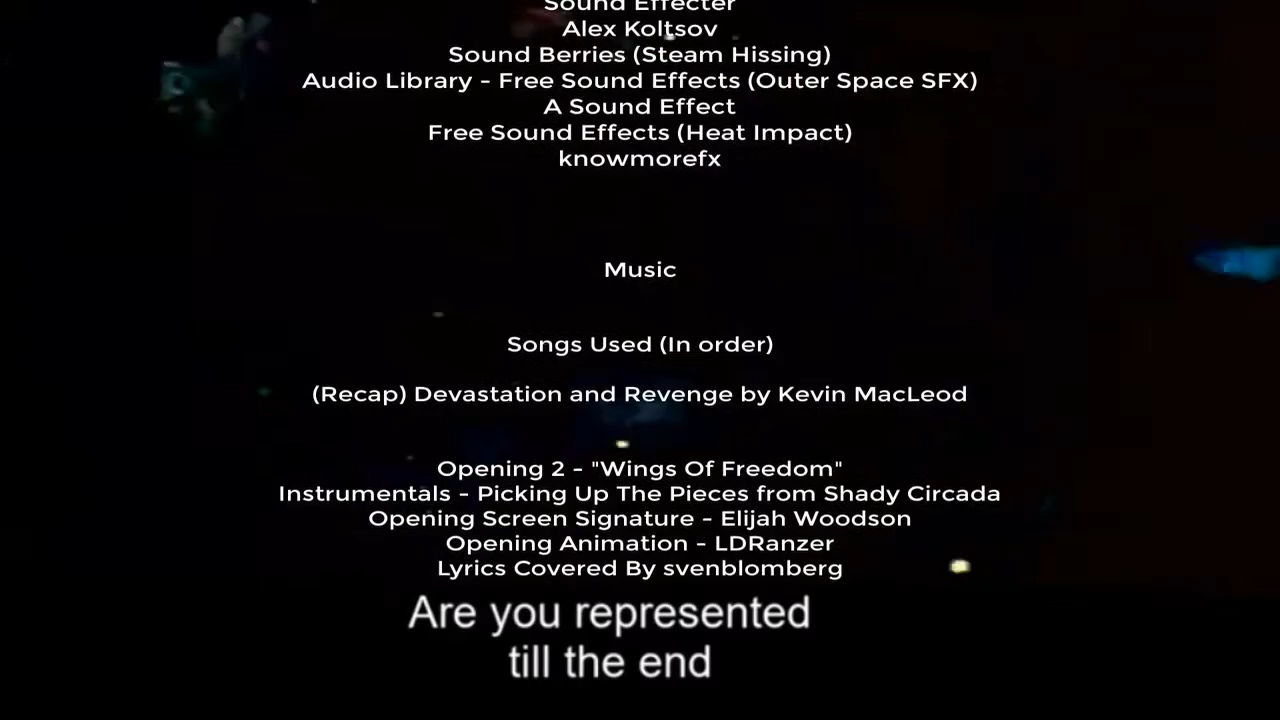 Sound Effecter
Alex Koltsov
Sound Berries (Steam Hissing)
Audio Library - Free Sound Effects (Outer Space SFX)
A Sound Effect
Free Sound Effects (Heat Impact)
knowmorefx
Music
Songs Used (In order)
(Recap) Devastation and Revenge by Kevin MacLeod
Opening 2 - "Wings Of Freedom"
Instrumentals - Picking Up The Pieces from Shady Circada
Opening Screen Signature - Elijah Woodson
Opening Animation - LDRanzer
Lyrics Covered By svenblomberg
Are you represented
till the end